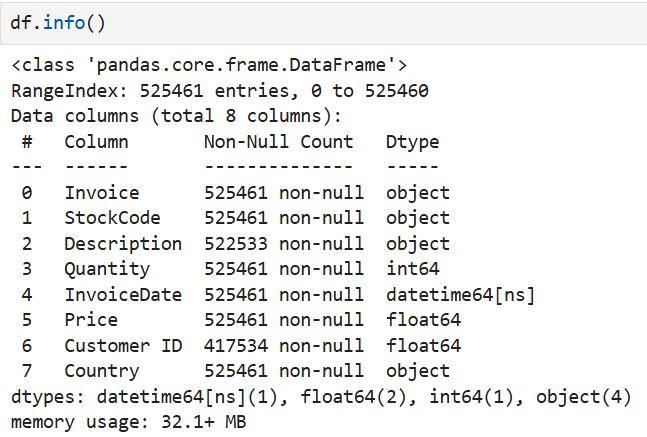 df.info()
<class 'pandas.core.frame.DataFrame'>
RangeIndex: 525461 entries, 0 to 525460
Data columns (total 8 columns):
 #   Column       Non-Null Count   Dtype
---  ------       --------------   -----
 0   Invoice      525461 non-null  object
 1   StockCode    525461 non-null  object
 2   Description  522533 non-null  object
 3   Quantity     525461 non-null  int64
 4   InvoiceDate  525461 non-null  datetime64[ns]
 5   Price        525461 non-null  float64
 6   Customer ID  417534 non-null  float64
 7   Country      525461 non-null  object
dtypes: datetime64[ns](1), float64(2), int64(1), object(4)
memory usage: 32.1+ MB